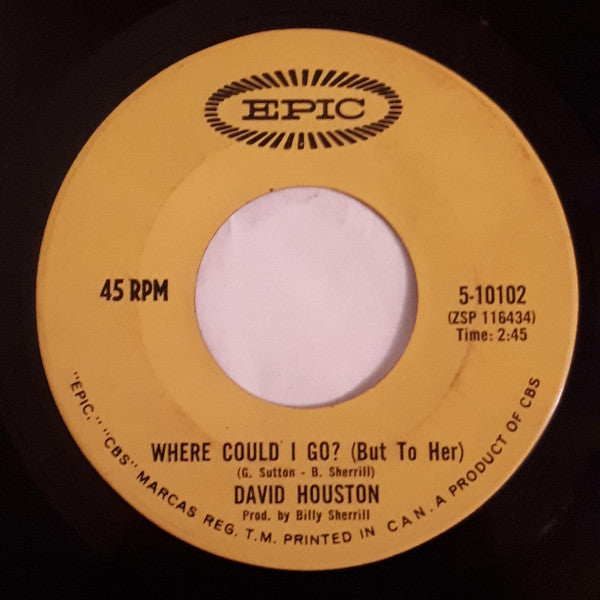 EPIC
45 RPM
5-10102
(ZSP 116434)
Time: 2:45
WHERE COULD I GO? (But To Her)
(G. Sutton - B. Sherrill)
DAVID HOUSTON
Prod. by Billy Sherrill
"EPIC," "CBS" MARCAS REG. T.M. PRINTED IN CAN. A PRODUCT OF CBS